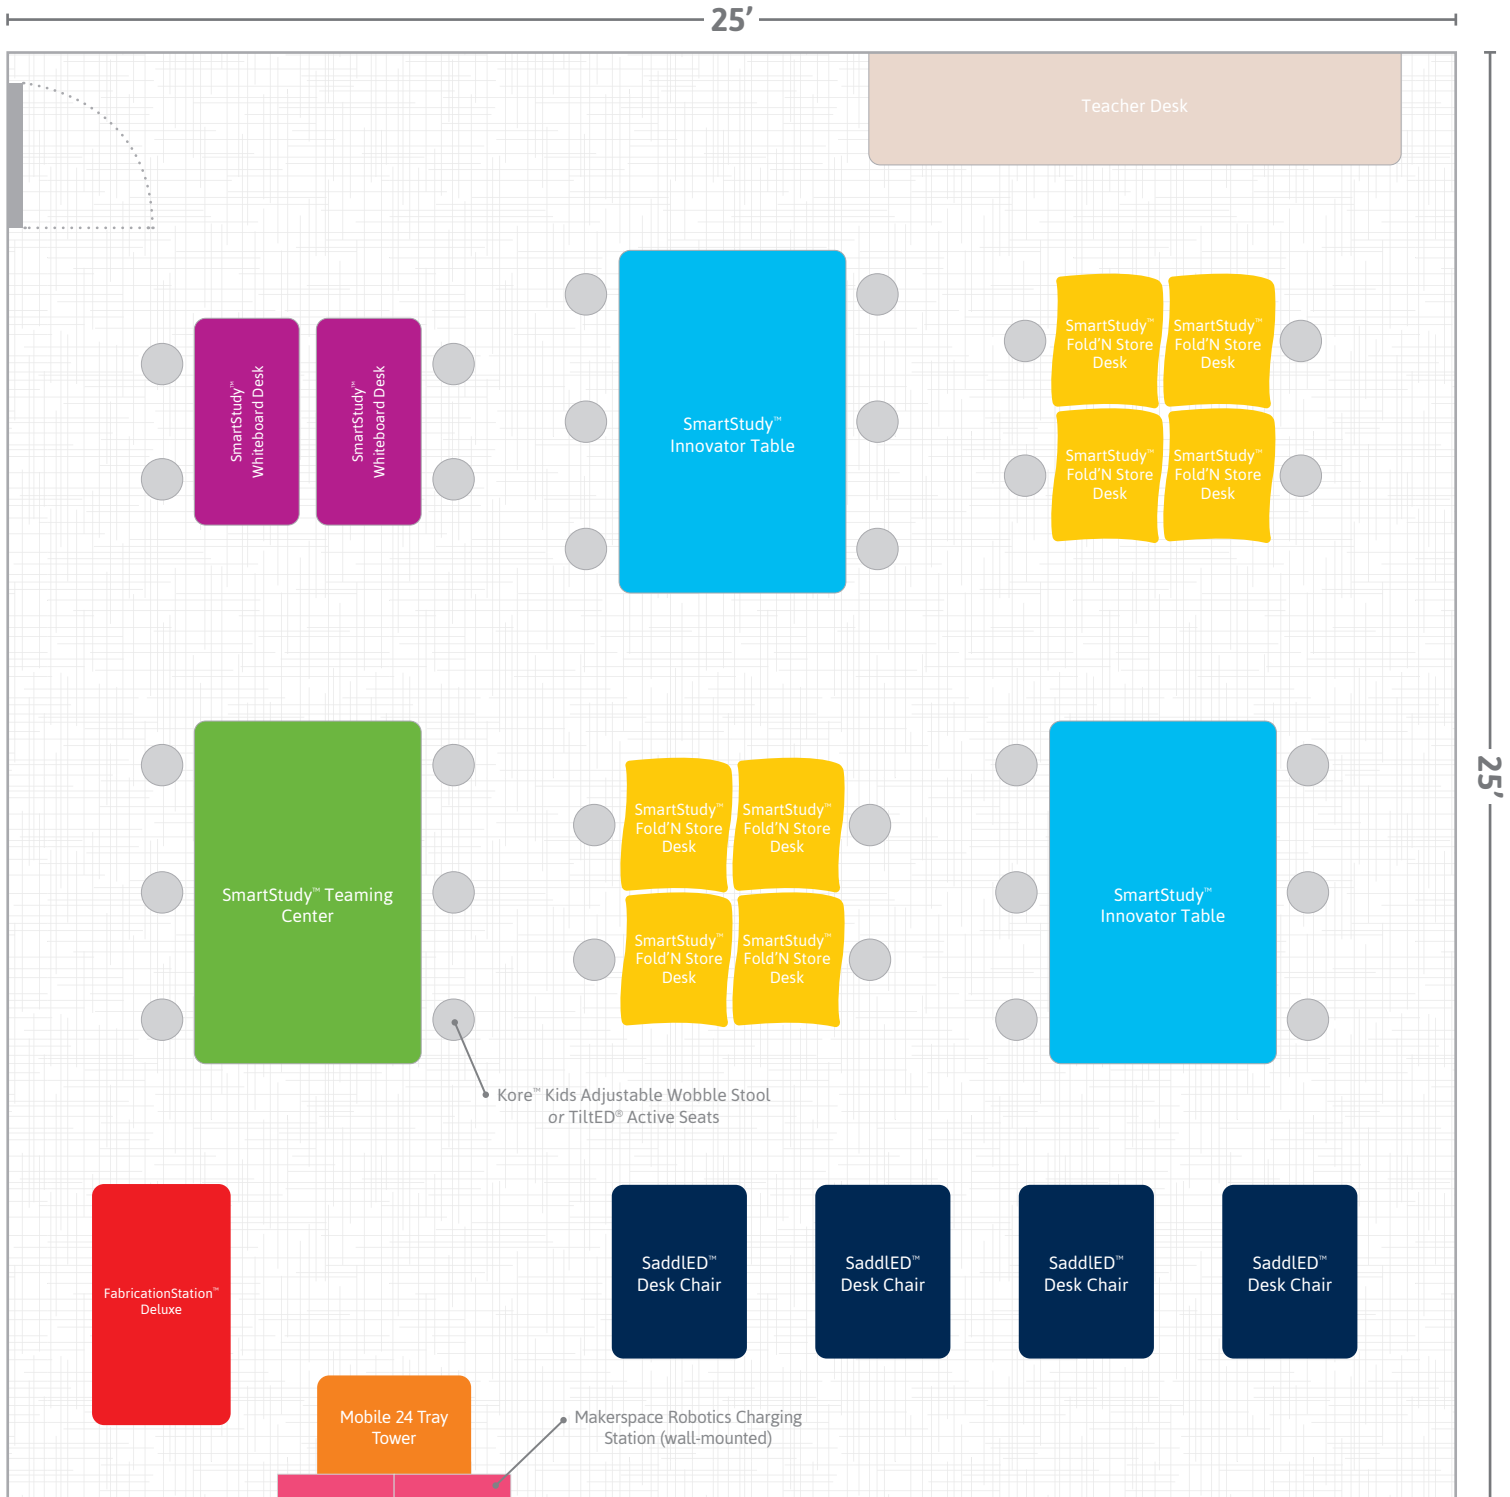 25’
Teacher Desk
25’
SmartStudy™
Whiteboard Desk
SmartStudy™
Whiteboard Desk
SmartStudy™
Innovator Table
SmartStudy™
Fold’N Store
Desk
SmartStudy™
Fold’N Store
Desk
SmartStudy™
Fold’N Store
Desk
SmartStudy™
Fold’N Store
Desk
SmartStudy™ Teaming
Center
SmartStudy™
Fold’N Store
Desk
SmartStudy™
Fold’N Store
Desk
SmartStudy™
Fold’N Store
Desk
SmartStudy™
Fold’N Store
Desk
SmartStudy™
Innovator Table
Kore™ Kids Adjustable Wobble Stool
or TiltED® Active Seats
FabricationStation™
Deluxe
SaddlED™
Desk Chair
SaddlED™
Desk Chair
SaddlED™
Desk Chair
SaddlED™
Desk Chair
Mobile 24 Tray
Tower
Makerspace Robotics Charging
Station (wall-mounted)